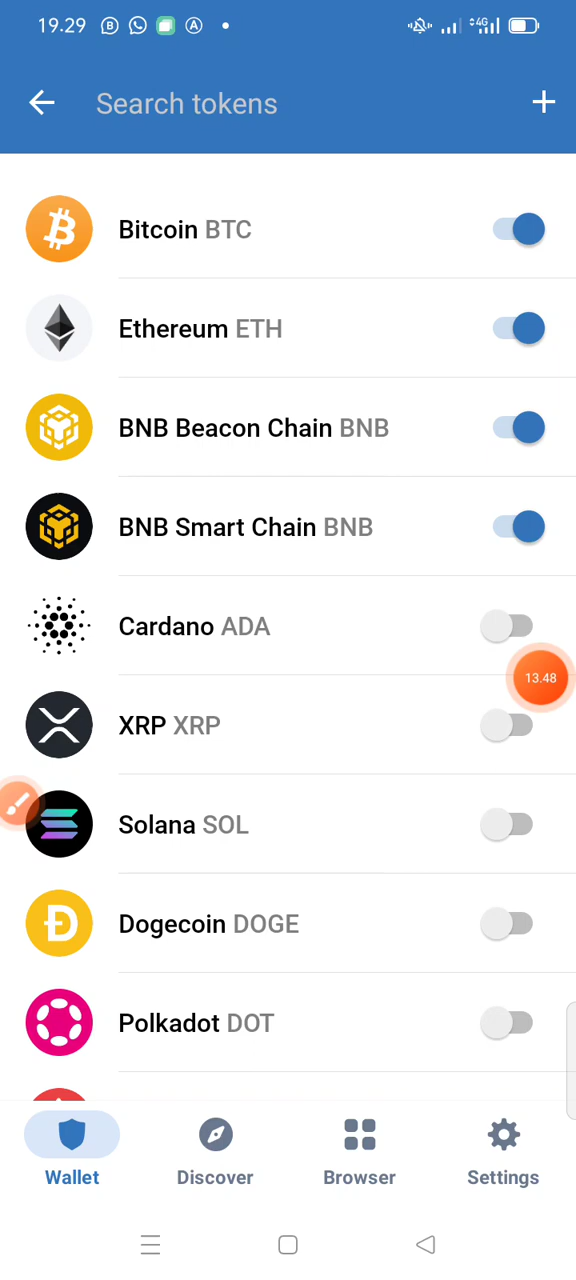 19.29
Search tokens
Bitcoin BTC
Ethereum ETH
BNB Beacon Chain BNB
BNB Smart Chain BNB
Cardano ADA
13.48
XRP XRP
Solana SOL
Dogecoin DOGE
Polkadot DOT
Wallet Discover Browser Settings